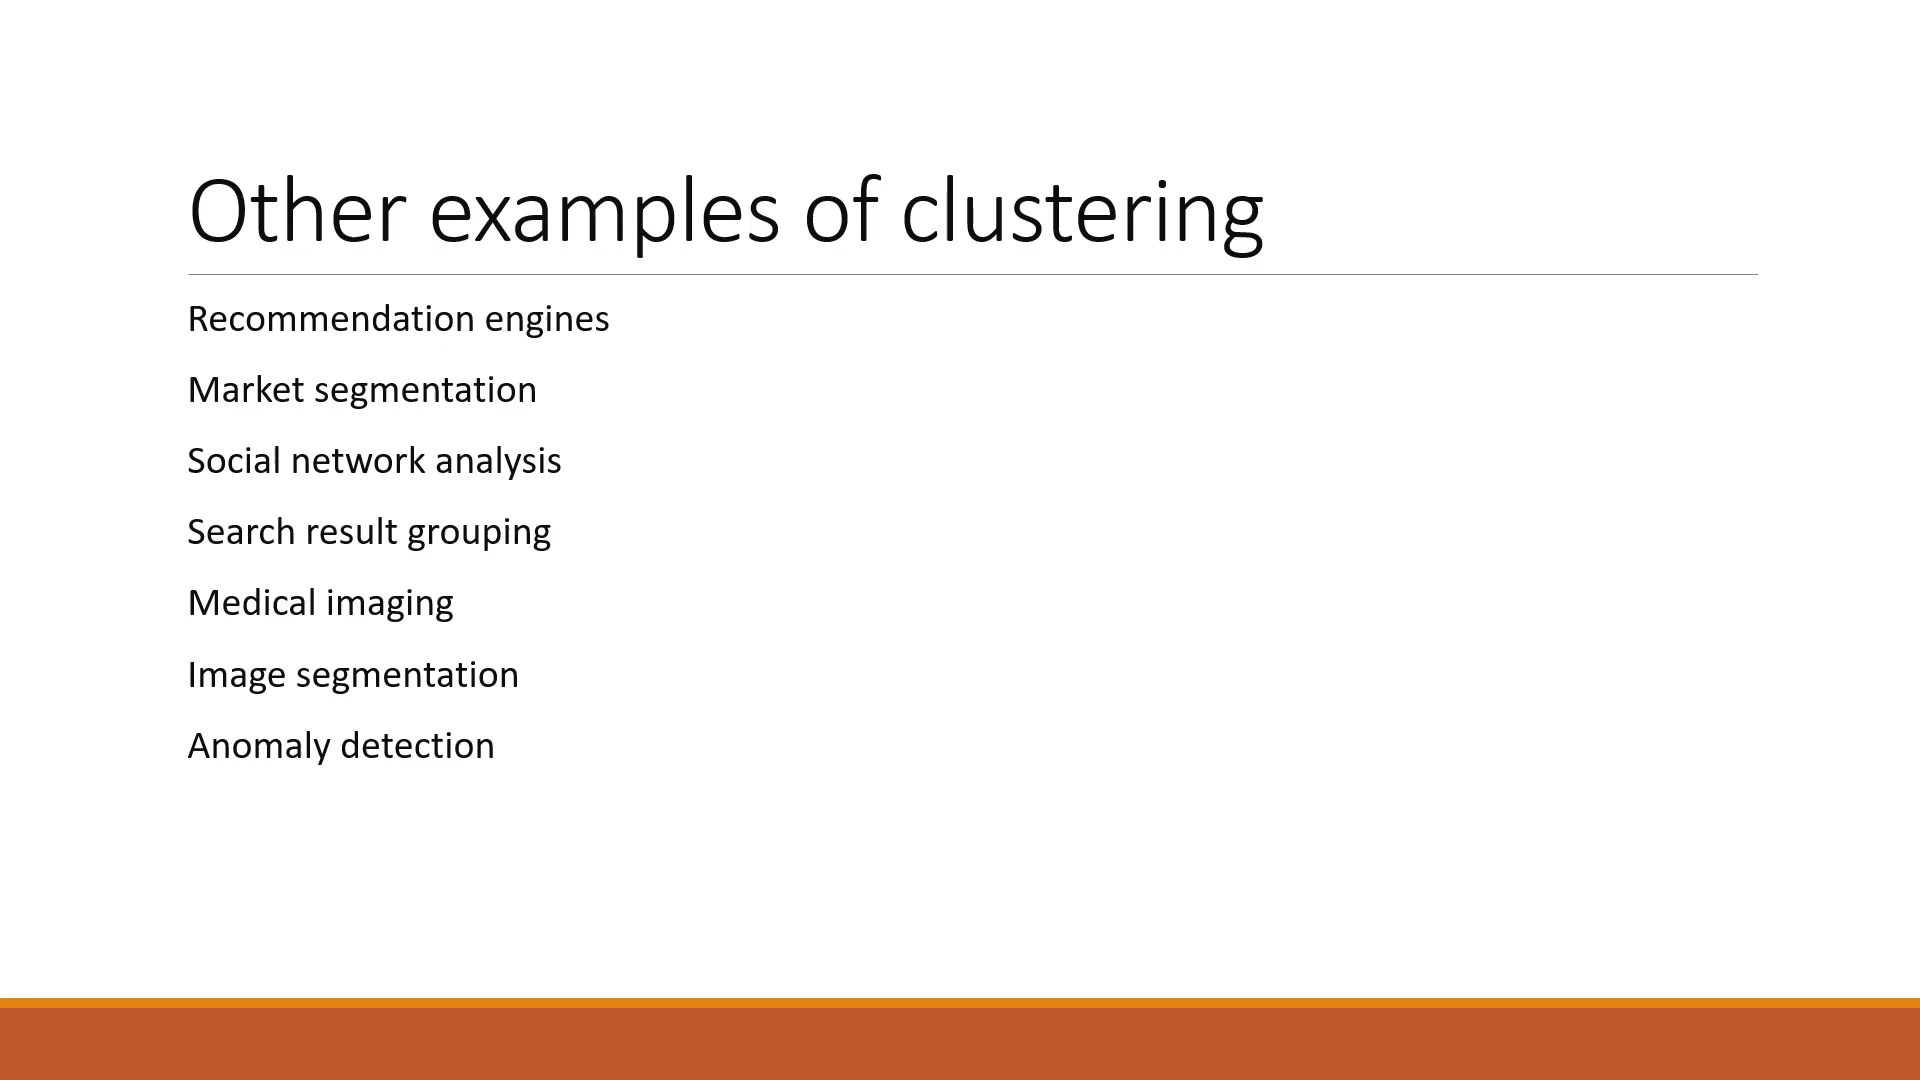 Other examples of clustering
Recommendation engines
Market segmentation
Social network analysis
Search result grouping
Medical imaging
Image segmentation
Anomaly detection